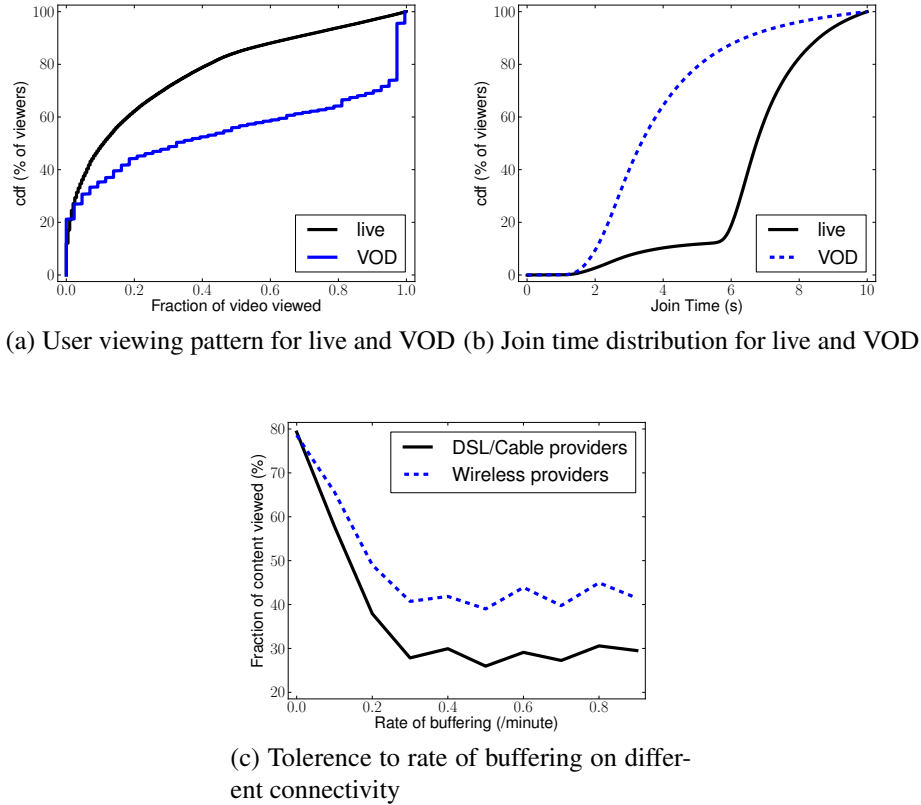 100
80
60
40
20
0
cdf (% of viewers)
live
VOD
0.0 0.2 0.4 0.6 0.8 1.0
Fraction of video viewed
100
80
60
40
20
0
cdf (% of viewers)
live
VOD
0 2 4 6 8 10
Join Time (s)
(a) User viewing pattern for live and VOD
(b) Join time distribution for live and VOD
80
70
60
50
40
30
20
Fraction of content viewed (%)
DSL/Cable providers
Wireless providers
0.0 0.2 0.4 0.6 0.8
Rate of buffering (/minute)
(c) Tolerence to rate of buffering on differ-
ent connectivity